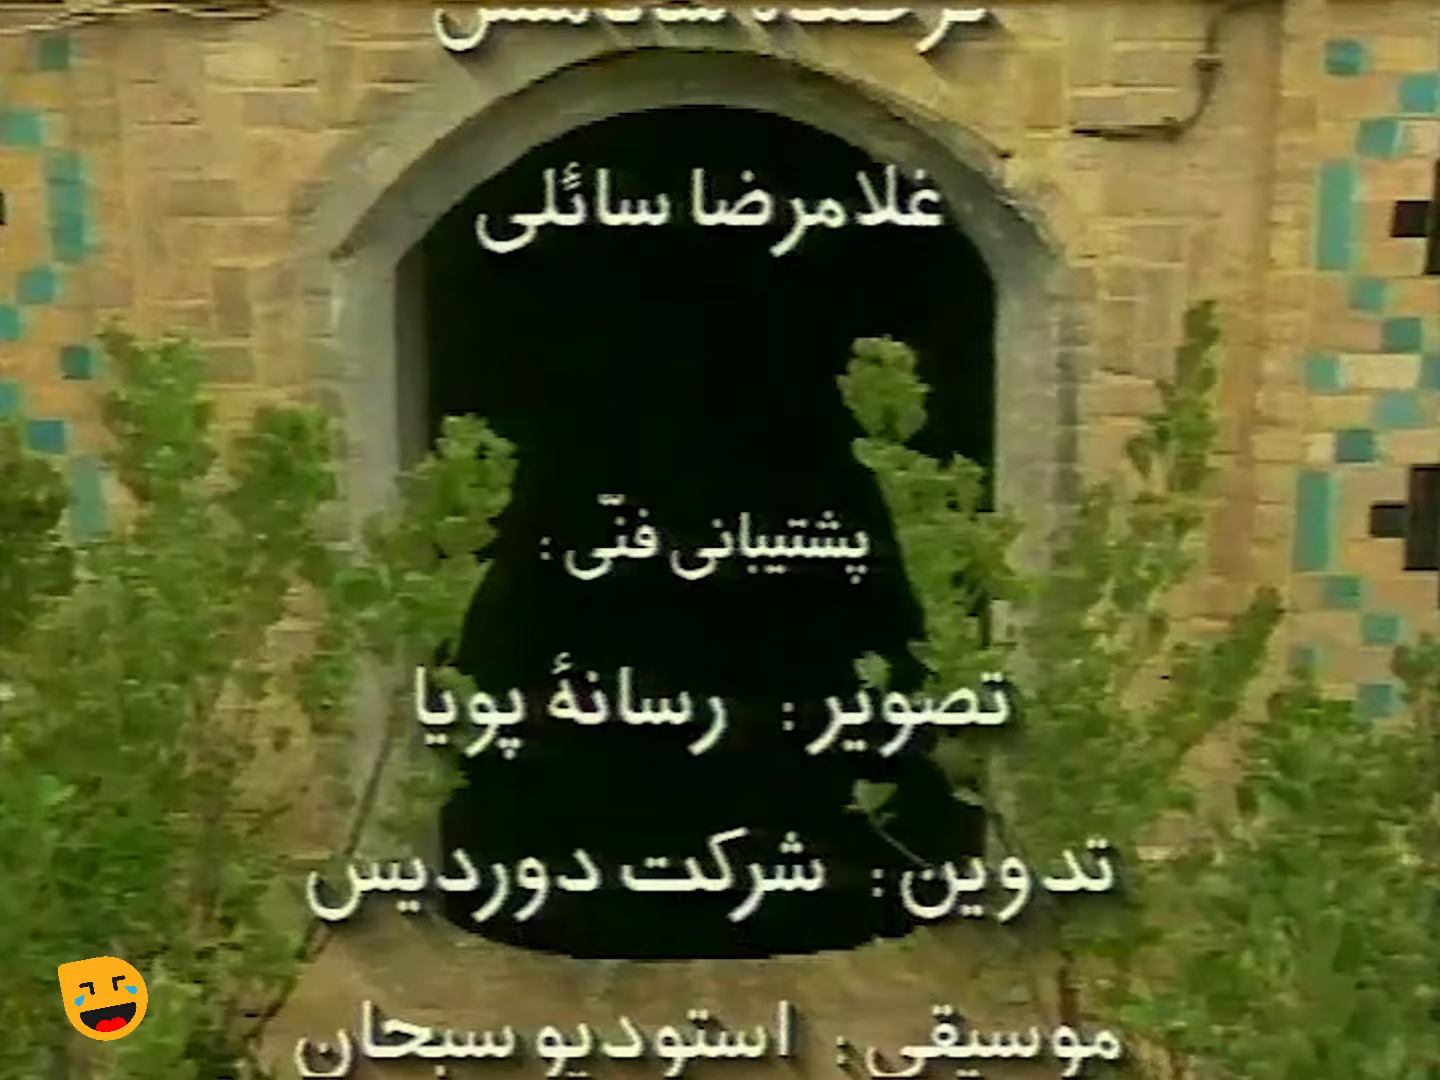 غلامرضا سائلی
پشتیبانی فنّی :
تصویر : رسانهٔ پویا
تدوین : شرکت دوردیس
موسیقی : استودیو سبحان